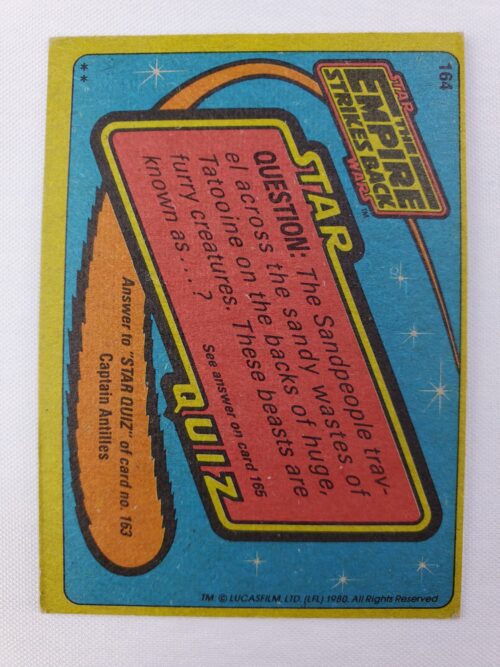 164
STAR WARS
THE
EMPIRE
STRIKES BACK
TM
STAR
QUESTION: The Sandpeople trav-
el across the sandy wastes of
Tatooine on the backs of huge,
furry creatures. These beasts are
known as . . . ?
See answer on card 165
QUIZ
Answer to "STAR QUIZ" of card no. 163
Captain Antilles
TM. © LUCASFILM, LTD. (LFL) 1980. All Rights Reserved
**